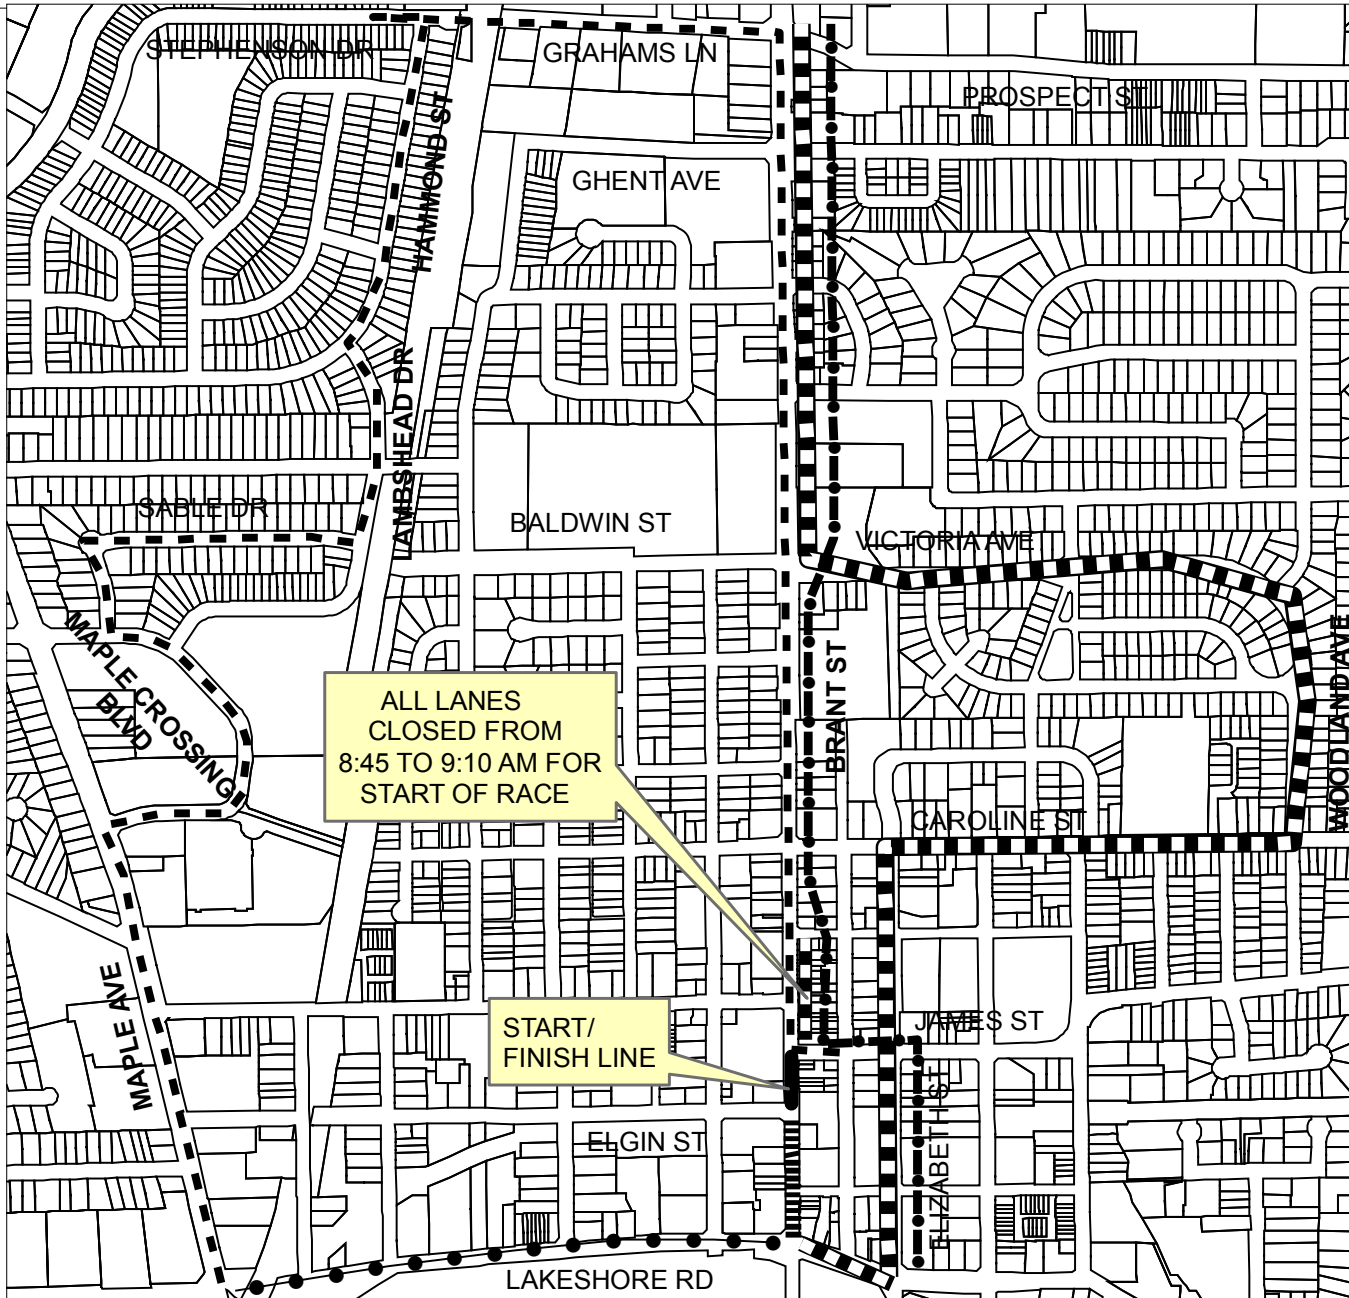 STEPHENSON DR
GRAHAMS LN
PROSPECT ST
HAMMOND ST
GHENT AVE
LAMBSHEAD DR
SABLE DR
BALDWIN ST
VICTORIA AVE
MAPLE CROSSING
BLVD
WOODLAND AVE
BRANT ST
ALL LANES
CLOSED FROM
8:45 TO 9:10 AM FOR
START OF RACE
CAROLINE ST
MAPLE AVE
START/
FINISH LINE
JAMES ST
ELIZABETH ST
ELGIN ST
LAKESHORE RD